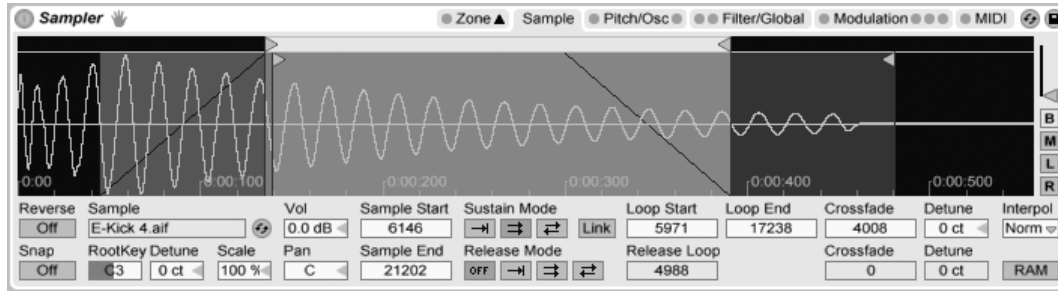 Sampler Zone Sample Pitch/Osc Filter/Global Modulation MIDI
0:00 0:00:100 0:00:200 0:00:300 0:00:400 0:00:500
B
M
L
R
Reverse Sample Vol Sample Start Sustain Mode Loop Start Loop End Crossfade Detune Interpol
Off E-Kick 4.aif 0.0 dB 6146 Link 5971 17238 4008 0 ct Norm
Snap RootKey Detune Scale Pan Sample End Release Mode Release Loop Crossfade Detune
Off C3 0 ct 100 % C 21202 OFF 4988 0 0 ct RAM